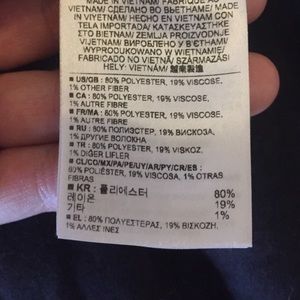 MADE IN VIETNAM/ FABRIQUÉ AU
VIETNAM/ СДЕЛАНО ВО ВЬЕТНАМЕ/ MADE
IN VIYETNAM/ HECHO EN VIETNAM CON
TELA IMPORTADA/ ΚΑΤΑΣΚΕΥΑΣΤΗΚΕ
ΣΤΟ ΒΙΕΤΝΑΜ/ ZEMLJA PROIZVODNJE
VIJETNAM/ ВИРОБЛЕНО У В'ЄТНАМІ/
WYPRODUKOWANO W WIETNAMIE/
FABRICADO NO VIETNÃ/ SZÁRMAZÁSI
HELY: VIETNAM/ 越南製造
■ US/GB : 80% POLYESTER, 19% VISCOSE,
1% OTHER FIBER
■ CA : 80% POLYESTER, 19% VISCOSE,
1% AUTRE FIBRE
■ FR/MA : 80% POLYESTER, 19% VISCOSE,
1% AUTRE FIBRE
■ RU : 80% ПОЛИЭСТЕР, 19% ВИСКОЗА,
1% ДРУГИЕ ВОЛОКНА
■ TR : 80% POLYESTER, 19% VISKOZ,
1% DİĞER LİFLER
■ CL/CO/MX/PA/PE/UY/AR/PY/CR/ES :
80% POLIÉSTER, 19% VISCOSA, 1% OTRAS
FIBRAS
■ KR : 폴리에스터 80%
레이온 19%
기타 1%
■ EL : 80% ΠΟΛΥΕΣΤΕΡΑΣ, 19% ΒΙΣΚΟΖΗ,
1% ΑΛΛΕΣ ΙΝΕΣ